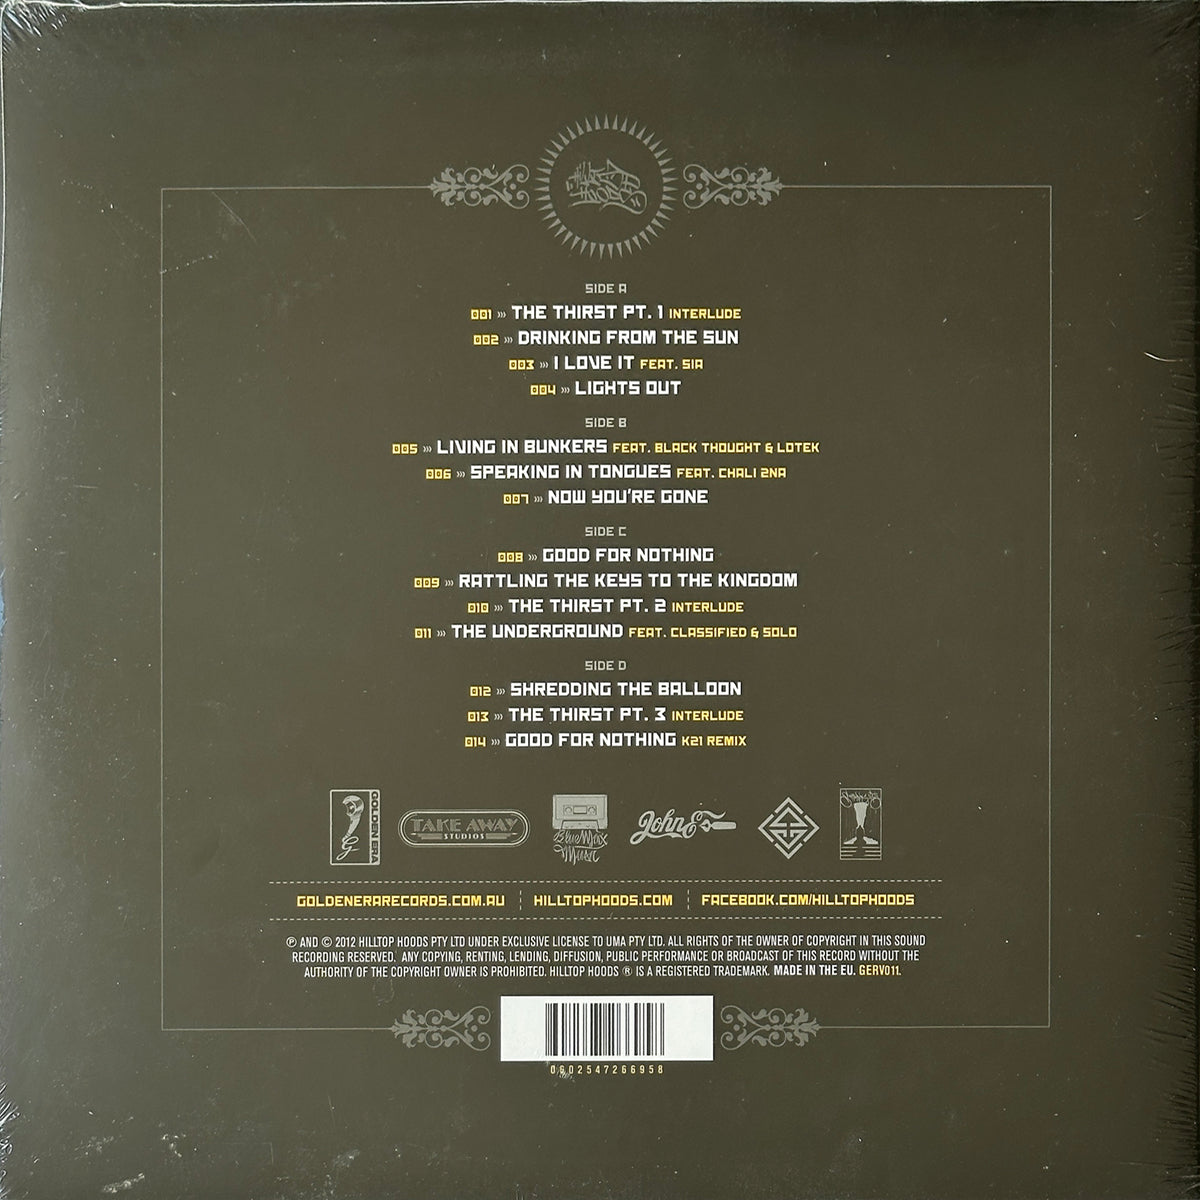 HILLTOP HOODS
SIDE A
001 ››› THE THIRST PT. 1 INTERLUDE
002 ››› DRINKING FROM THE SUN
003 ››› I LOVE IT FEAT. SIA
004 ››› LIGHTS OUT
SIDE B
005 ››› LIVING IN BUNKERS FEAT. BLACK THOUGHT & LOTEK
006 ››› SPEAKING IN TONGUES FEAT. CHALI 2NA
007 ››› NOW YOU'RE GONE
SIDE C
008 ››› GOOD FOR NOTHING
009 ››› RATTLING THE KEYS TO THE KINGDOM
010 ››› THE THIRST PT. 2 INTERLUDE
011 ››› THE UNDERGROUND FEAT. CLASSIFIED & SOLO
SIDE D
012 ››› SHREDDING THE BALLOON
013 ››› THE THIRST PT. 3 INTERLUDE
014 ››› GOOD FOR NOTHING K21 REMIX
GOLDEN ERA
TAKE AWAY
STUDIOS
BlueMaxx
Music
John E
GOLDENERARECORDS.COM.AU HILLTOPHOODS.COM FACEBOOK.COM/HILLTOPHOODS
℗ AND © 2012 HILLTOP HOODS PTY LTD UNDER EXCLUSIVE LICENSE TO UMA PTY LTD. ALL RIGHTS OF THE OWNER OF COPYRIGHT IN THIS SOUND
RECORDING RESERVED. ANY COPYING, RENTING, LENDING, DIFFUSION, PUBLIC PERFORMANCE OR BROADCAST OF THIS RECORD WITHOUT THE
AUTHORITY OF THE COPYRIGHT OWNER IS PROHIBITED. HILLTOP HOODS ® IS A REGISTERED TRADEMARK. MADE IN THE EU. GERV011.
0602547266958